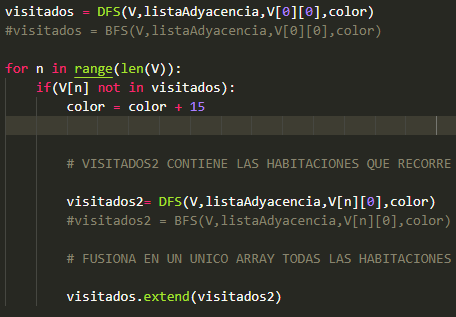 visitados = DFS(V,listaAdyacencia,V[0][0],color)
#visitados = BFS(V,listaAdyacencia,V[0][0],color)
for n in range(len(V)):
if(V[n] not in visitados):
color = color + 15
# VISITADOS2 CONTIENE LAS HABITACIONES QUE RECORRE
visitados2= DFS(V,listaAdyacencia,V[n][0],color)
#visitados2 = BFS(V,listaAdyacencia,V[n][0],color)
# FUSIONA EN UN UNICO ARRAY TODAS LAS HABITACIONES
visitados.extend(visitados2)